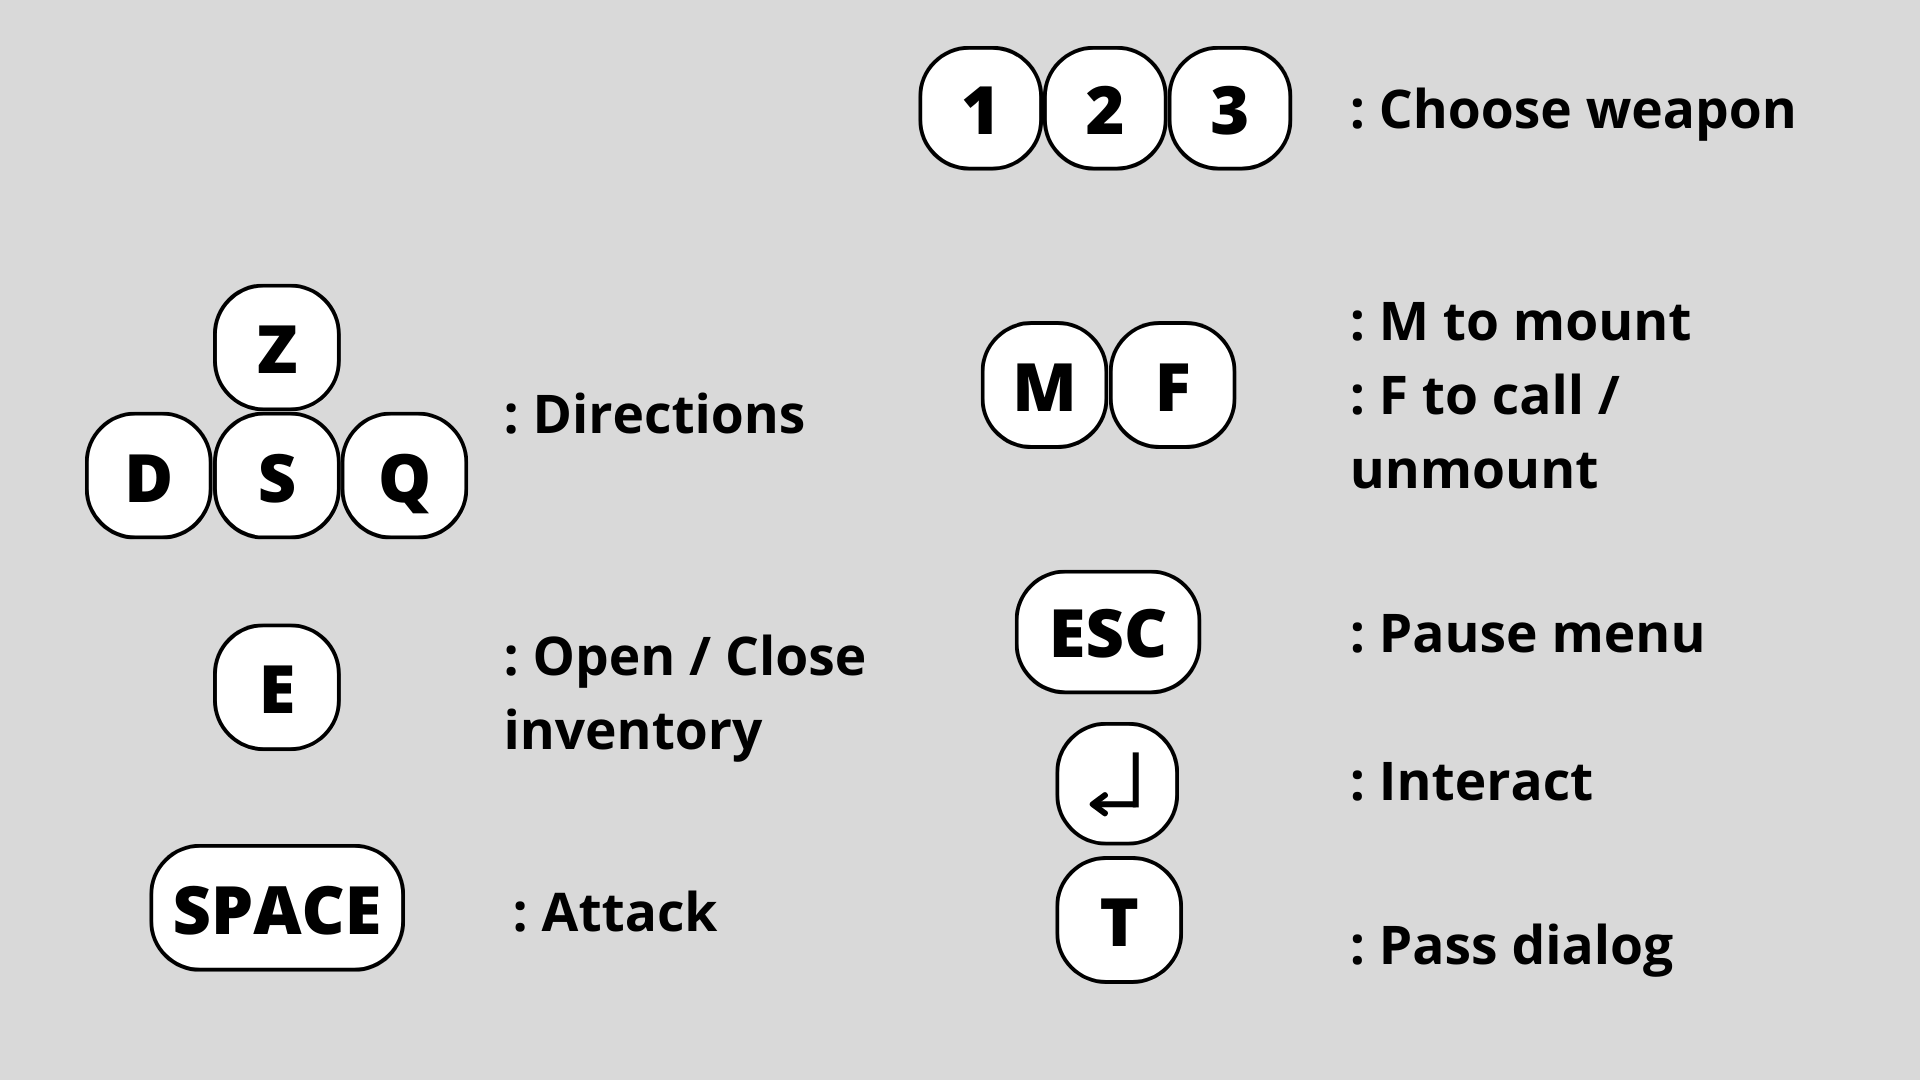 1 2 3 : Choose weapon
Z
D S Q : Directions
M F : M to mount
: F to call /
unmount
E : Open / Close
inventory
ESC : Pause menu
: Interact
SPACE : Attack
T : Pass dialog